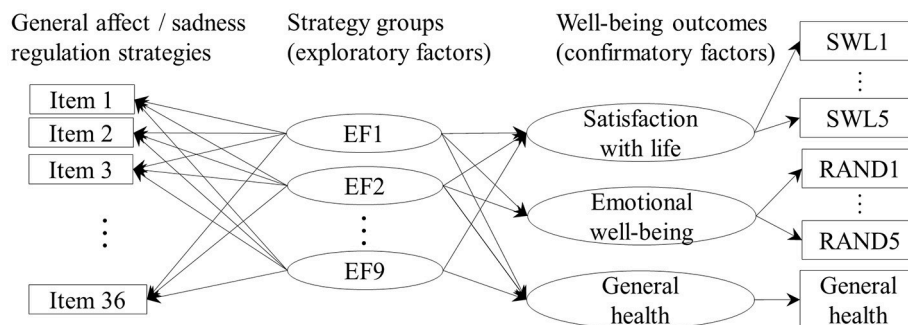 General affect / sadness
regulation strategies
Strategy groups
(exploratory factors)
Well-being outcomes
(confirmatory factors)
Item 1
Item 2
Item 3
⋮
Item 36
EF1
EF2
⋮
EF9
Satisfaction
with life
Emotional
well-being
General
health
SWL1
⋮
SWL5
RAND1
⋮
RAND5
General
health